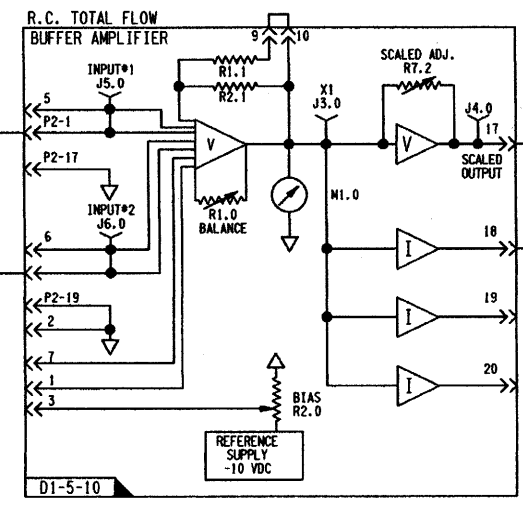 R.C. TOTAL FLOW
BUFFER AMPLIFIER
9 10
R1.1
R2.1
INPUT#1
J5.0
5
P2-1
P2-17
V
X1
J3.0
SCALED ADJ.
R7.2
V
J4.0
17
SCALED
OUTPUT
R1.0
BALANCE
M1.0
INPUT#2
J6.0
6
P2-19
2
7
1
3
I
18
I
19
I
20
BIAS
R2.0
REFERENCE
SUPPLY
-10 VDC
D1-5-10